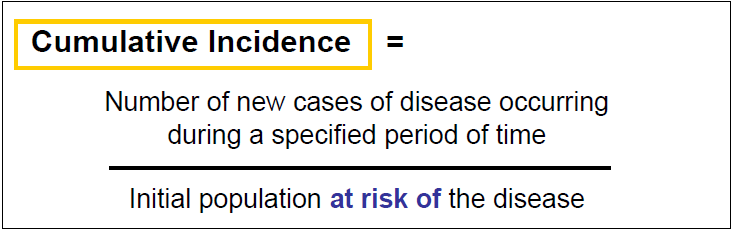 Cumulative Incidence =
Number of new cases of disease occurring
during a specified period of time
Initial population at risk of the disease